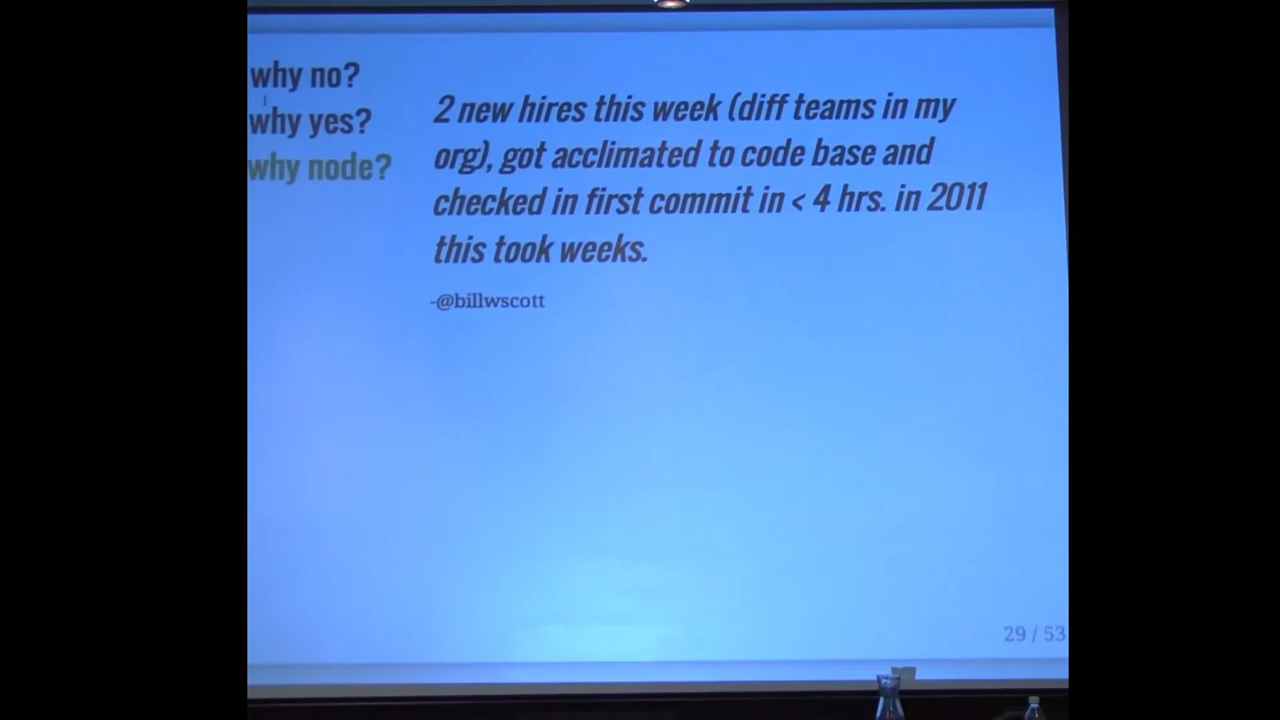 why no?
why yes?
why node?
2 new hires this week (diff teams in my
org), got acclimated to code base and
checked in first commit in < 4 hrs. in 2011
this took weeks.
-@billwscott
29 / 53